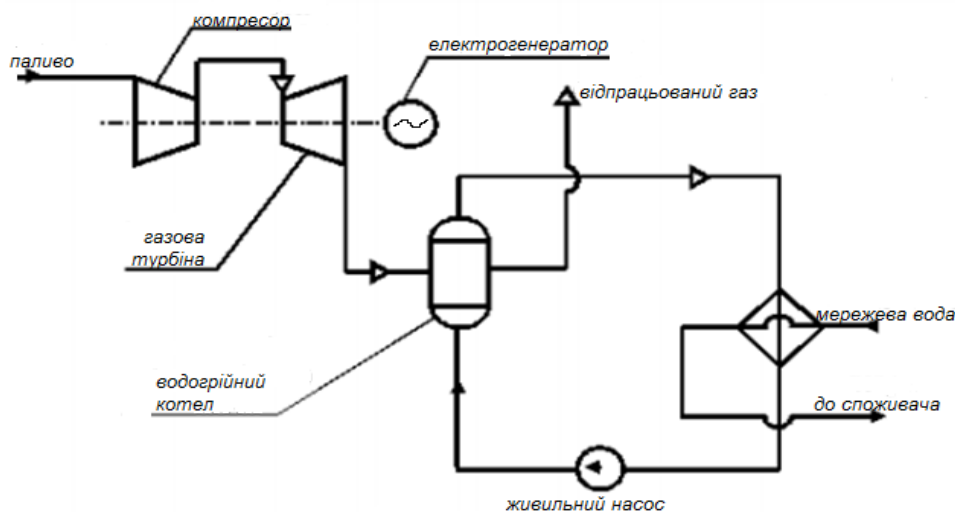 компресор
паливо
електрогенератор
відпрацьований газ
газова
турбіна
мережева вода
водогрійний
котел
до споживача
живильний насос